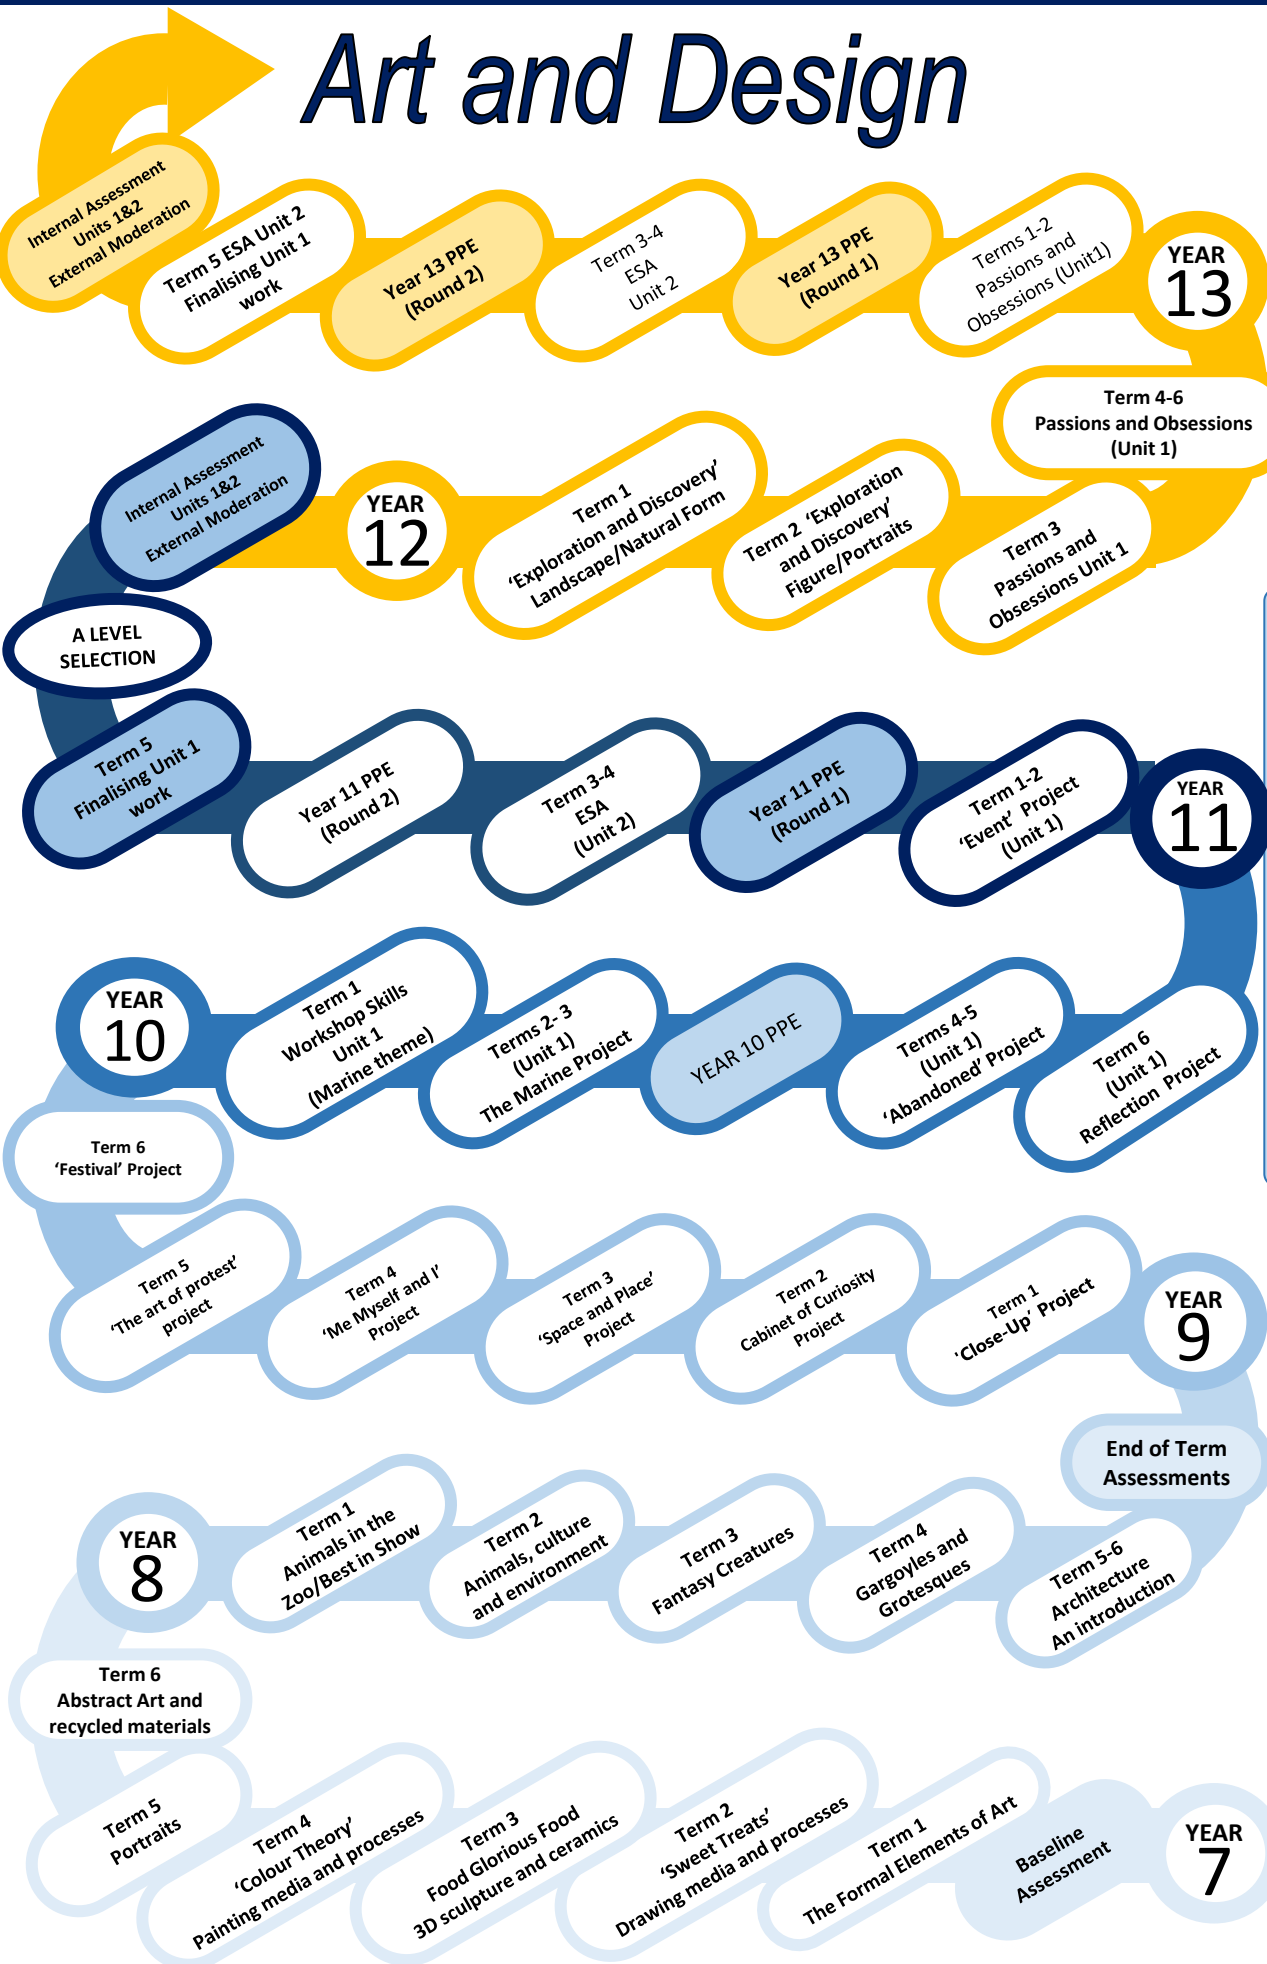 Art and Design
Internal Assessment
Units 1&2
External Moderation
Term 5 ESA Unit 2
Finalising Unit 1
work
Year 13 PPE
(Round 2)
Term 3-4
ESA
Unit 2
Year 13 PPE
(Round 1)
Terms 1-2
Passions and
Obsessions (Unit1)
YEAR
13
Term 4-6
Passions and Obsessions
(Unit 1)
Internal Assessment
Units 1&2
External Moderation
YEAR
12
Term 1
‘Exploration and Discovery’
Landscape/Natural Form
Term 2 ‘Exploration
and Discovery’
Figure/Portraits
Term 3
Passions and
Obsessions Unit 1
A LEVEL
SELECTION
Term 5
Finalising Unit 1
work
Year 11 PPE
(Round 2)
Term 3-4
ESA
(Unit 2)
Year 11 PPE
(Round 1)
Term 1-2
‘Event’ Project
(Unit 1)
YEAR
11
YEAR
10
Term 1
Workshop Skills
Unit 1
(Marine theme)
Terms 2- 3
(Unit 1)
The Marine Project
YEAR 10 PPE
Terms 4-5
(Unit 1)
‘Abandoned’ Project
Term 6
(Unit 1)
Reflection Project
Term 6
‘Festival’ Project
Term 5
‘The art of protest’
project
Term 4
‘Me Myself and I’
Project
Term 3
‘Space and Place’
Project
Term 2
Cabinet of Curiosity
Project
Term 1
'Close-Up’ Project
YEAR
9
End of Term
Assessments
YEAR
8
Term 1
Animals in the
Zoo/Best in Show
Term 2
Animals, culture
and environment
Term 3
Fantasy Creatures
Term 4
Gargoyles and
Grotesques
Term 5-6
Architecture
An introduction
Term 6
Abstract Art and
recycled materials
Term 5
Portraits
Term 4
‘Colour Theory’
Painting media and processes
Term 3
Food Glorious Food
3D sculpture and ceramics
Term 2
‘Sweet Treats’
Drawing media and processes
Term 1
The Formal Elements of Art
Baseline
Assessment
YEAR
7